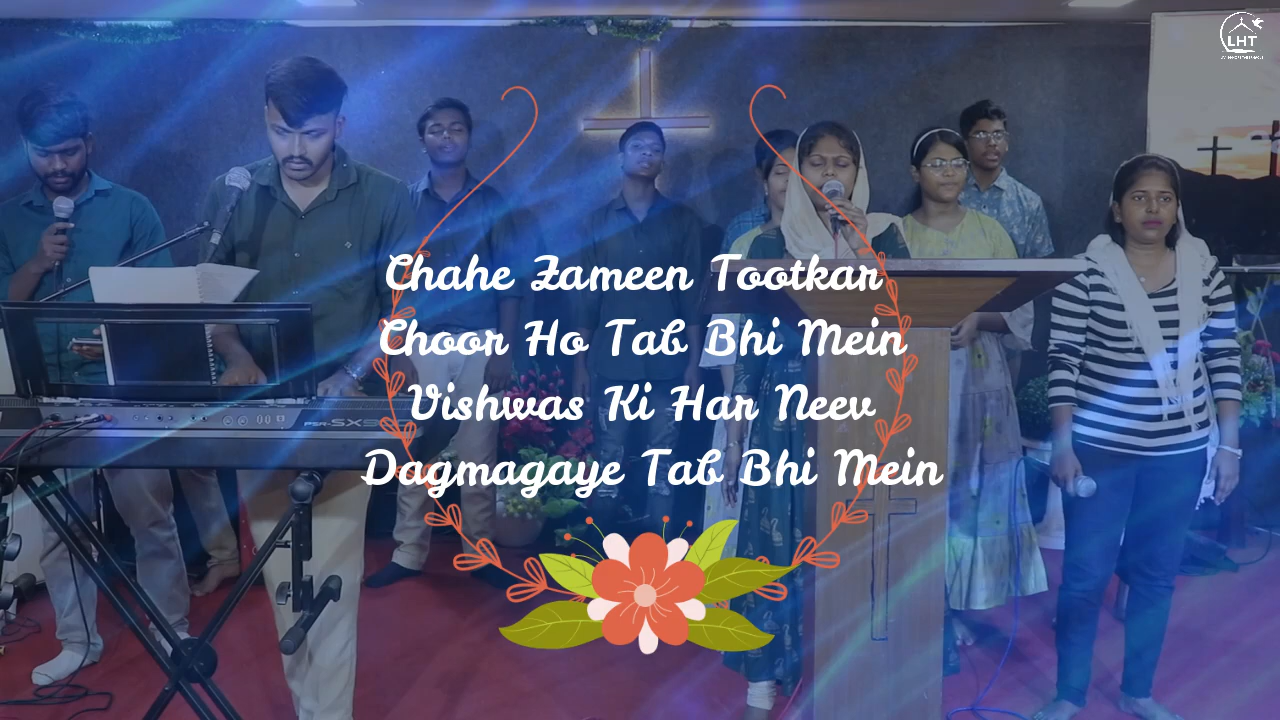 LHT
Chahe Zameen Tootkar
Choor Ho Tab Bhi Mein
Vishwas Ki Har Neev
Dagmagaye Tab Bhi Mein